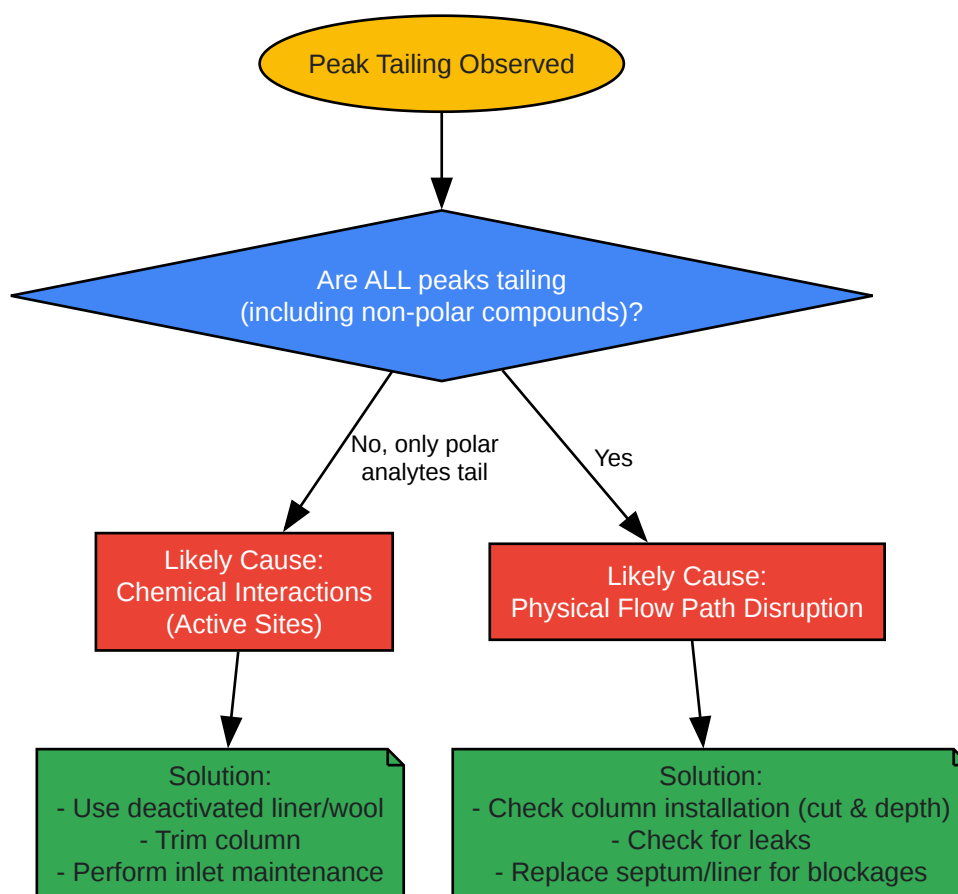 Peak Tailing Observed
Are ALL peaks tailing
(including non-polar compounds)?
No, only polar
analytes tail
Yes
Likely Cause:
Chemical Interactions
(Active Sites)
Likely Cause:
Physical Flow Path Disruption
Solution:
- Use deactivated liner/wool
- Trim column
- Perform inlet maintenance
Solution:
- Check column installation (cut & depth)
- Check for leaks
- Replace septum/liner for blockages